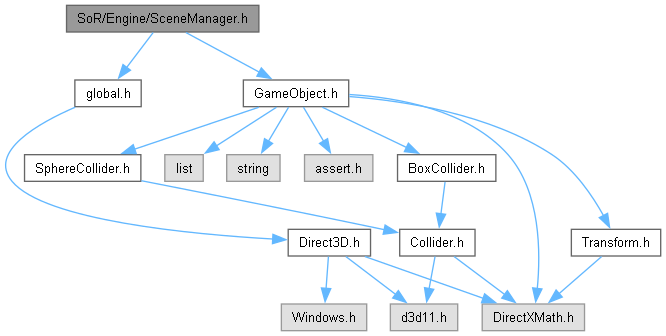 SoR/Engine/SceneManager.h
global.h
GameObject.h
SphereCollider.h
list
string
assert.h
BoxCollider.h
Direct3D.h
Collider.h
Transform.h
Windows.h
d3d11.h
DirectXMath.h